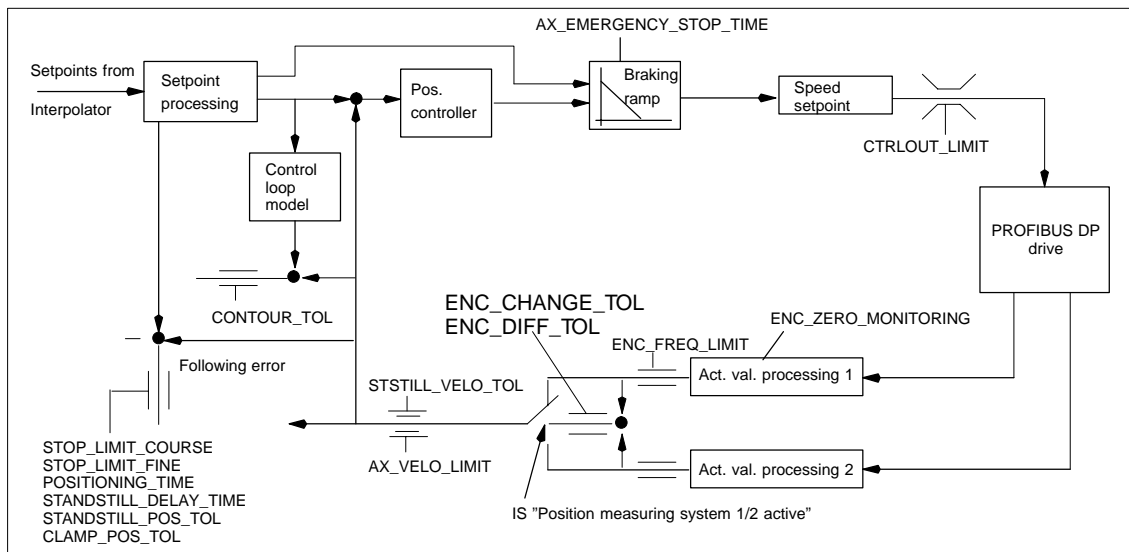 AX_EMERGENCY_STOP_TIME
Setpoints from
Interpolator
Setpoint
processing
Pos.
controller
Braking
ramp
Speed
setpoint
CTRLOUT_LIMIT
Control
loop
model
PROFIBUS DP
drive
CONTOUR_TOL
ENC_CHANGE_TOL
ENC_DIFF_TOL
ENC_ZERO_MONITORING
ENC_FREQ_LIMIT
Following error
Act. val. processing 1
STSTILL_VELO_TOL
AX_VELO_LIMIT
Act. val. processing 2
STOP_LIMIT_COURSE
STOP_LIMIT_FINE
POSITIONING_TIME
STANDSTILL_DELAY_TIME
STANDSTILL_POS_TOL
CLAMP_POS_TOL
IS "Position measuring system 1/2 active"